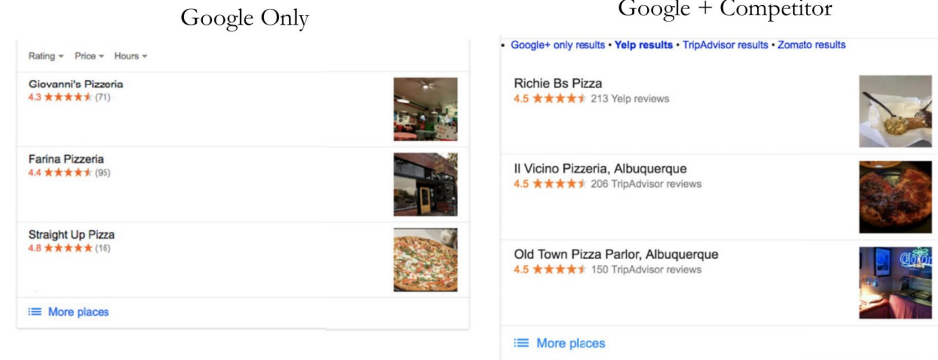 Google Only
Rating Price Hours
Giovanni's Pizzeria
4.3 (71)
Farina Pizzeria
4.4 (95)
Straight Up Pizza
4.8 (16)
More places
Google + Competitor
• Google+ only results • Yelp results • TripAdvisor results • Zomato results
Richie Bs Pizza
4.5 213 Yelp reviews
Il Vicino Pizzeria, Albuquerque
4.5 206 TripAdvisor reviews
Old Town Pizza Parlor, Albuquerque
4.5 150 TripAdvisor reviews
More places